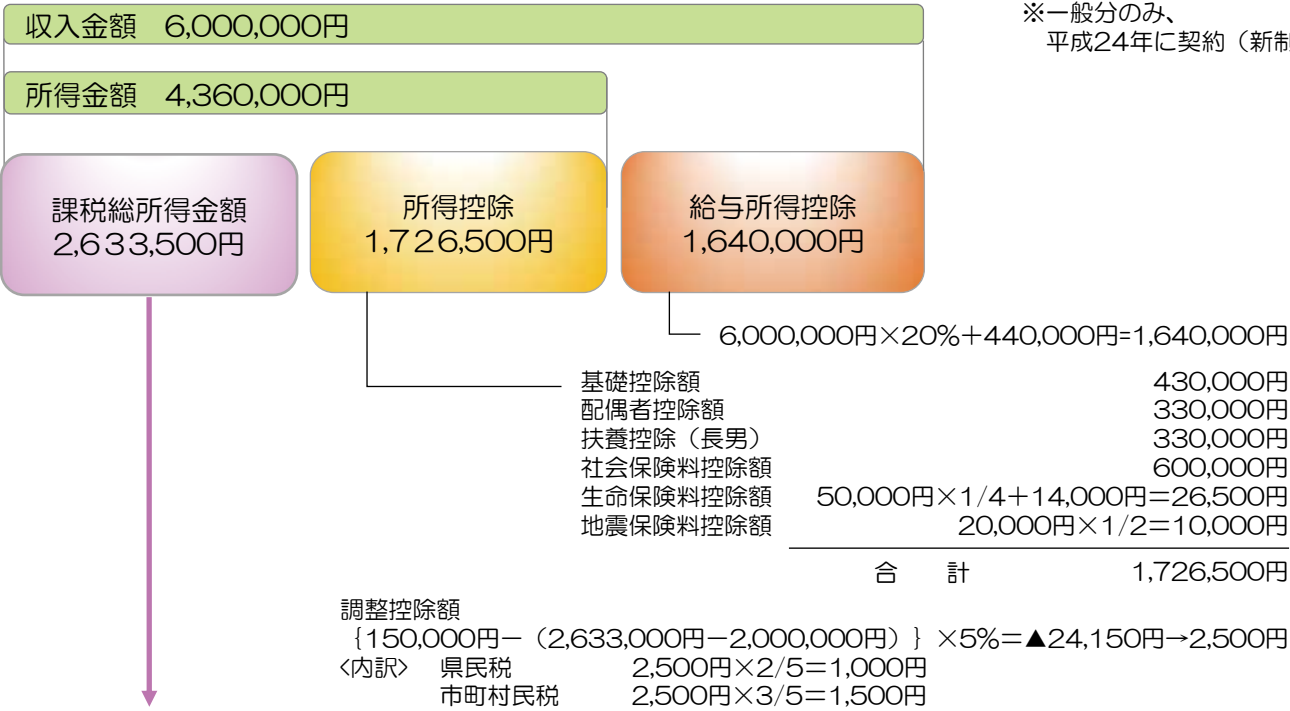 ※一般分のみ、
平成24年に契約（新制
収入金額　6,000,000円
所得金額　4,360,000円
課税総所得金額
2,633,500円
所得控除
1,726,500円
給与所得控除
1,640,000円
6,000,000円×20%＋440,000円=1,640,000円
基礎控除額　430,000円
配偶者控除額　330,000円
扶養控除（長男）　330,000円
社会保険料控除額　600,000円
生命保険料控除額　50,000円×1/4＋14,000円＝26,500円
地震保険料控除額　20,000円×1/2＝10,000円
合　計　1,726,500円
調整控除額
｛150,000円－（2,633,000円－2,000,000円）｝×5%＝▲24,150円→2,500円
〈内訳〉　県民税　2,500円×2/5＝1,000円
市町村民税　2,500円×3/5＝1,500円